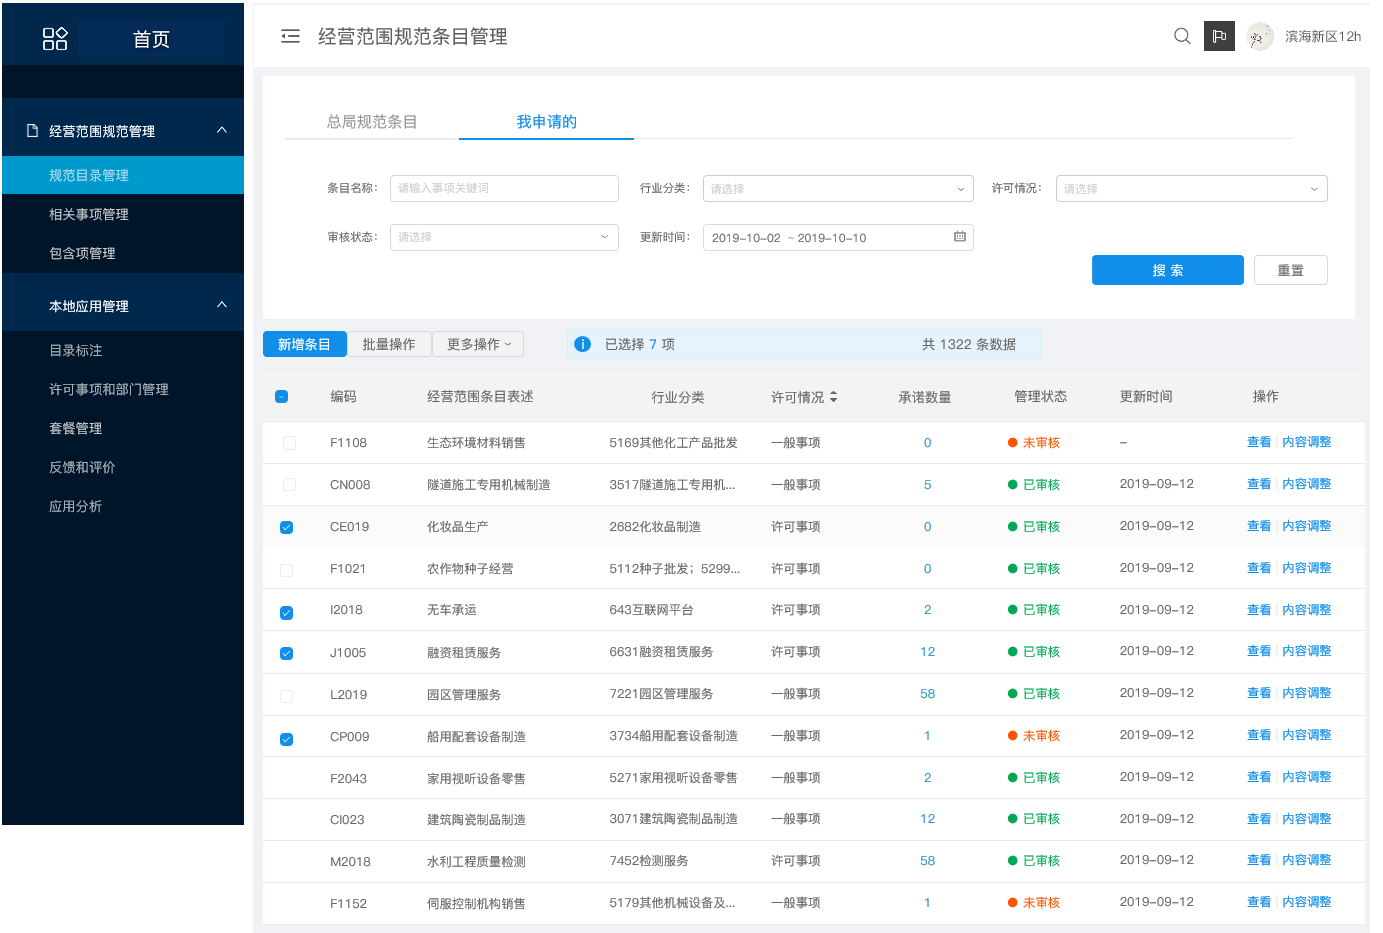 首页
经营范围规范条目管理
滨海新区12h
经营范围规范管理
规范目录管理
相关事项管理
包含项管理
本地应用管理
目录标注
许可事项和部门管理
套餐管理
反馈和评价
应用分析
总局规范条目 我申请的
条目名称: 请输入事项关键词 行业分类: 请选择 许可情况: 请选择
审核状态: 请选择 更新时间: 2019-10-02 ~ 2019-10-10
搜 索 重置
新增条目 批量操作 更多操作 已选择 7 项 共 1322 条数据
编码 经营范围条目表述 行业分类 许可情况 承诺数量 管理状态 更新时间 操作
F1108 生态环境材料销售 5169其他化工产品批发 一般事项 0 未审核 – 查看 内容调整
CN008 隧道施工专用机械制造 3517隧道施工专用机... 一般事项 5 已审核 2019-09-12 查看 内容调整
CE019 化妆品生产 2682化妆品制造 许可事项 0 已审核 2019-09-12 查看 内容调整
F1021 农作物种子经营 5112种子批发；5299... 许可事项 0 已审核 2019-09-12 查看 内容调整
I2018 无车承运 643互联网平台 许可事项 2 已审核 2019-09-12 查看 内容调整
J1005 融资租赁服务 6631融资租赁服务 许可事项 12 已审核 2019-09-12 查看 内容调整
L2019 园区管理服务 7221园区管理服务 一般事项 58 已审核 2019-09-12 查看 内容调整
CP009 船用配套设备制造 3734船用配套设备制造 一般事项 1 未审核 2019-09-12 查看 内容调整
F2043 家用视听设备零售 5271家用视听设备零售 一般事项 2 已审核 2019-09-12 查看 内容调整
CI023 建筑陶瓷制品制造 3071建筑陶瓷制品制造 一般事项 12 已审核 2019-09-12 查看 内容调整
M2018 水利工程质量检测 7452检测服务 许可事项 58 已审核 2019-09-12 查看 内容调整
F1152 伺服控制机构销售 5179其他机械设备及... 一般事项 1 未审核 2019-09-12 查看 内容调整